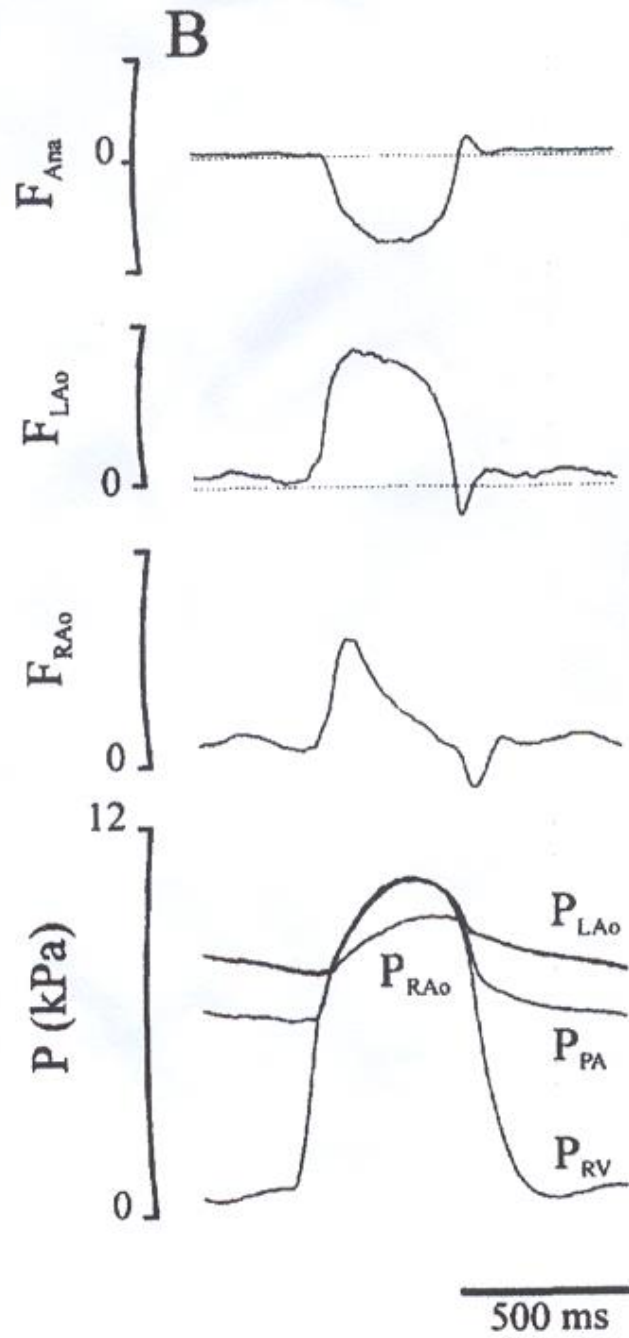 B
F_Ana
0
F_LAo
0
F_RAo
0
P (kPa)
12
0
P_LAo
P_RAo
P_PA
P_RV
500 ms